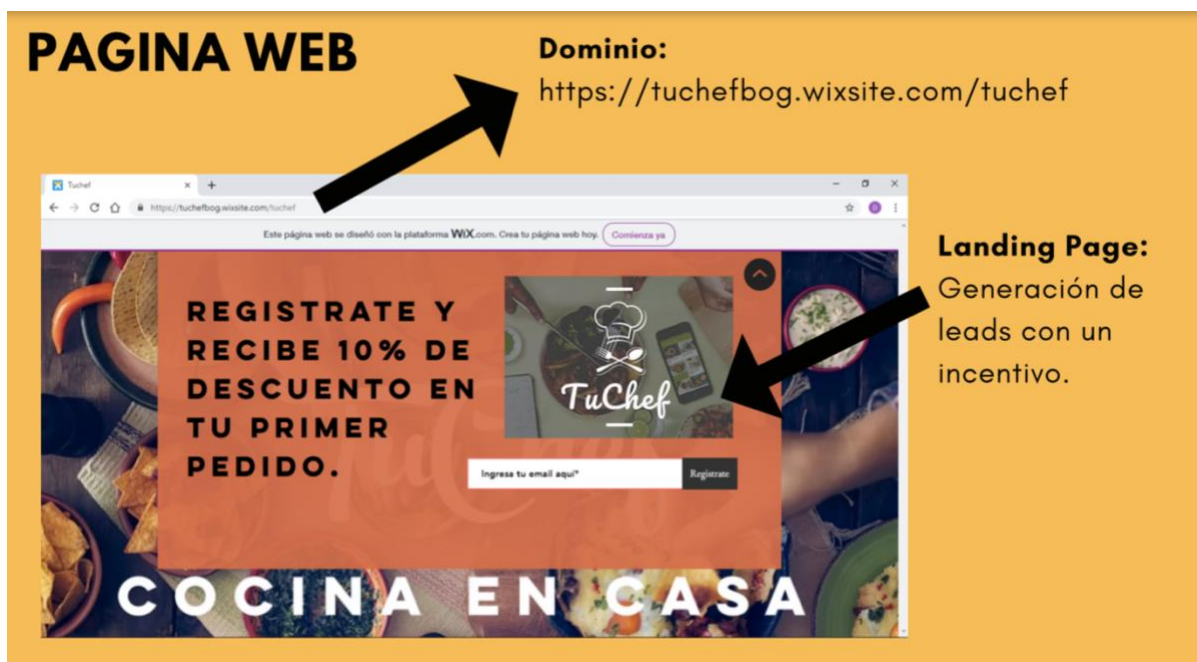 PAGINA WEB
Dominio:
https://tuchefbog.wixsite.com/tuchef
Tuchef
https://tuchefbog.wixsite.com/tuchef
Este página web se diseñó con la plataforma WiX.com. Crea tu página web hoy. Comienza ya
REGISTRATE Y
RECIBE 10% DE
DESCUENTO EN
TU PRIMER
PEDIDO.
TuChef
Ingresa tu email aquí*
Registrate
TuChef
COCINA EN CASA
Landing Page:
Generación de
leads con un
incentivo.